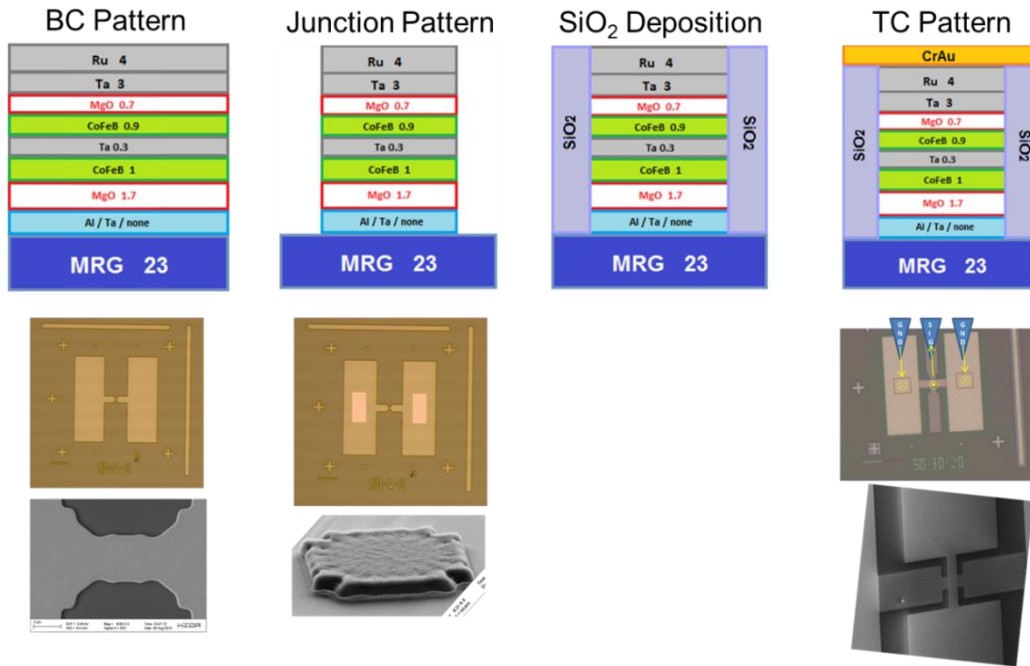 BC Pattern
Junction Pattern
SiO₂ Deposition
TC Pattern
Ru 4
Ta 3
MgO 0.7
CoFeB 0.9
Ta 0.3
CoFeB 1
MgO 1.7
Al / Ta / none
MRG 23
Ru 4
Ta 3
MgO 0.7
CoFeB 0.9
Ta 0.3
CoFeB 1
MgO 1.7
Al / Ta / none
MRG 23
SiO2
Ru 4
Ta 3
MgO 0.7
CoFeB 0.9
Ta 0.3
CoFeB 1
MgO 1.7
Al / Ta / none
SiO2
MRG 23
CrAu
SiO2
Ru 4
Ta 3
MgO 0.7
CoFeB 0.9
Ta 0.3
CoFeB 1
MgO 1.7
Al / Ta / none
SiO2
MRG 23
GND
SIG
GND
50-30-20
HZDR